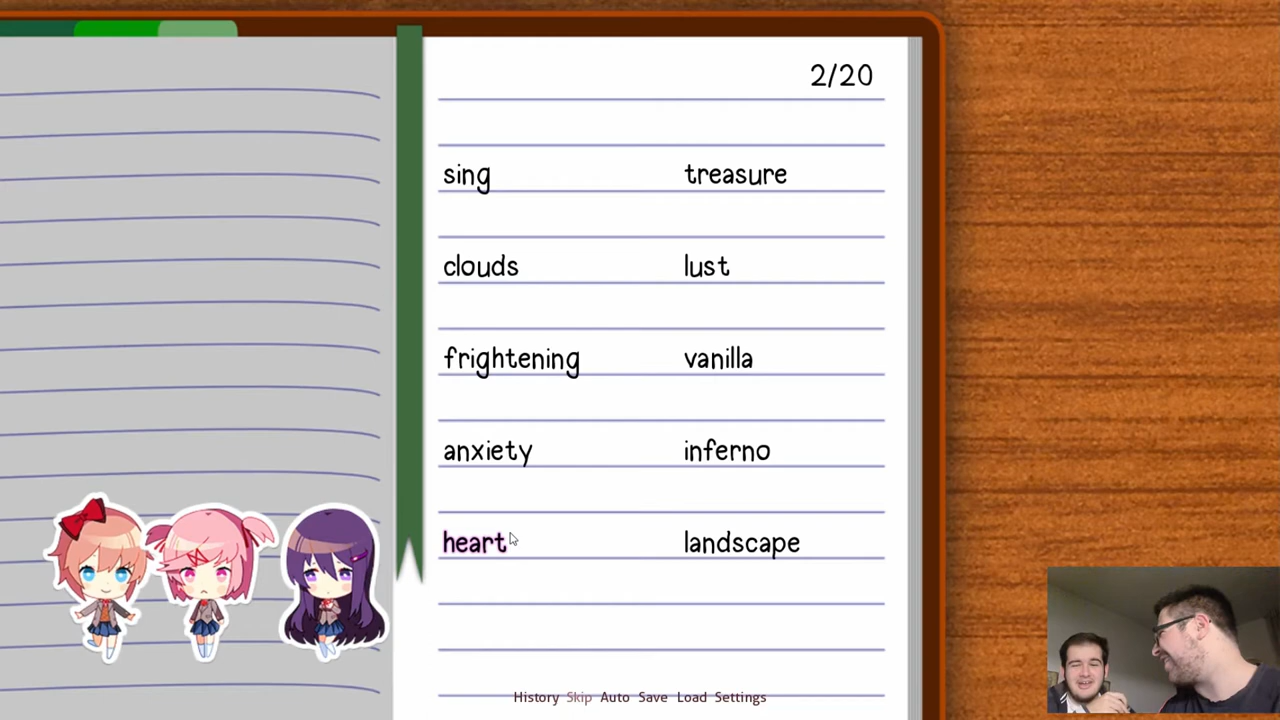 2/20
sing treasure
clouds lust
frightening vanilla
anxiety inferno
heart landscape
History Skip Auto Save Load Settings